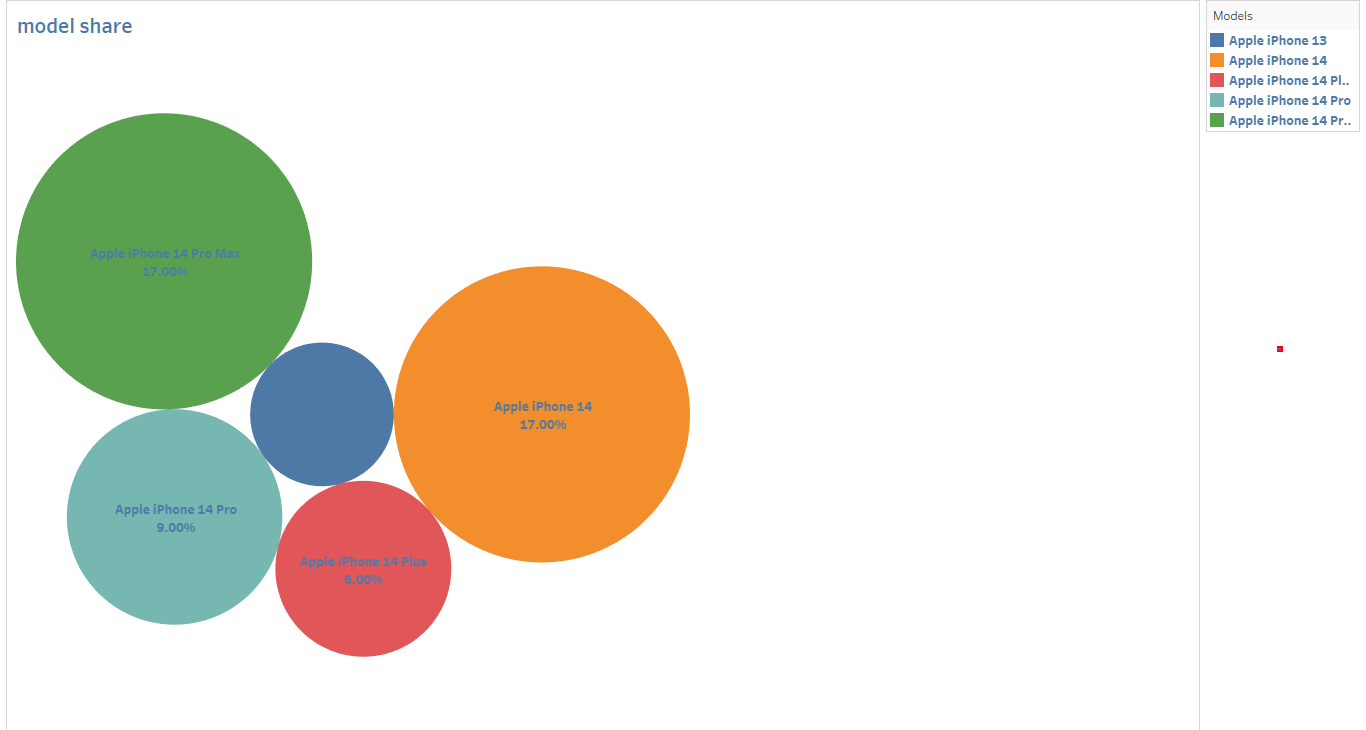 model share
Models
Apple iPhone 13
Apple iPhone 14
Apple iPhone 14 Pl..
Apple iPhone 14 Pro
Apple iPhone 14 Pr..
Apple iPhone 14 Pro Max
17.00%
Apple iPhone 14
17.00%
Apple iPhone 14 Pro
9.00%
Apple iPhone 14 Plus
6.00%